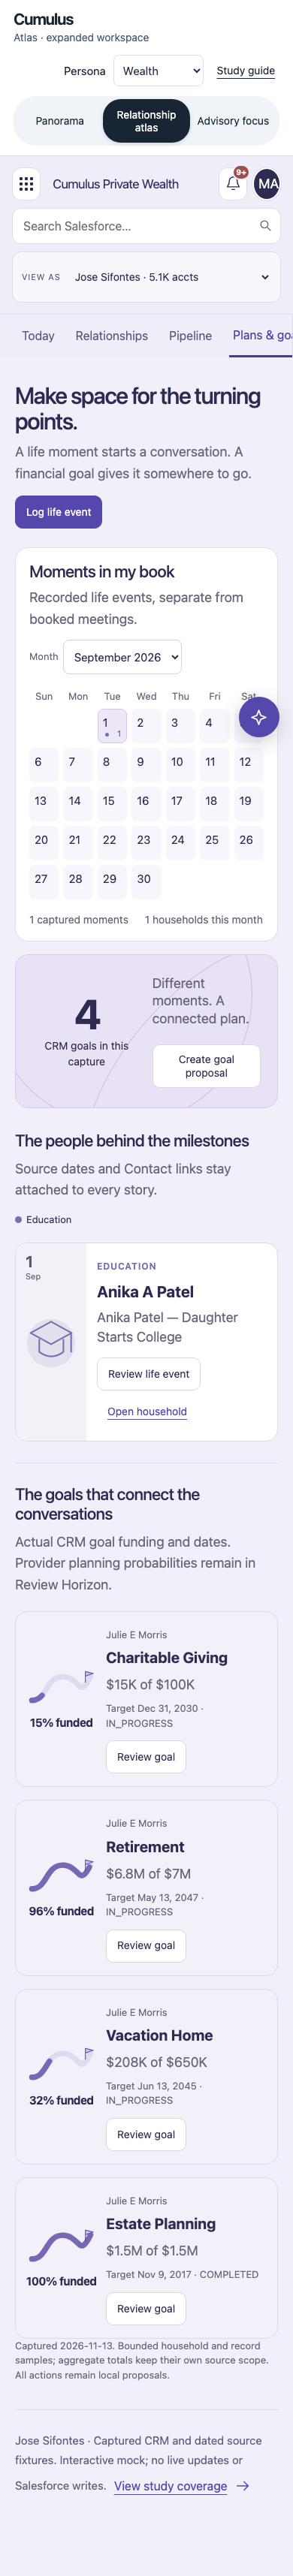 Cumulus
Atlas · expanded workspace
Persona
Wealth
Study guide
Panorama
Relationship
atlas
Advisory focus
Cumulus Private Wealth
9+
MA
Search Salesforce...
VIEW AS
Jose Sifontes · 5.1K accts
Today
Relationships
Pipeline
Plans & goa
Make space for the turning
points.
A life moment starts a conversation. A
financial goal gives it somewhere to go.
Log life event
Moments in my book
Recorded life events, separate from
booked meetings.
Month
September 2026
Sun Mon Tue Wed Thu Fri Sat
1 1 2 3 4
6 7 8 9 10 11 12
13 14 15 16 17 18 19
20 21 22 23 24 25 26
27 28 29 30
1 captured moments
1 households this month
4
CRM goals in this
capture
Different
moments. A
connected plan.
Create goal
proposal
The people behind the milestones
Source dates and Contact links stay
attached to every story.
Education
1
Sep
EDUCATION
Anika A Patel
Anika Patel — Daughter
Starts College
Review life event
Open household
The goals that connect the
conversations
Actual CRM goal funding and dates.
Provider planning probabilities remain in
Review Horizon.
Julie E Morris
Charitable Giving
$15K of $100K
Target Dec 31, 2030 ·
IN_PROGRESS
15% funded
Review goal
Julie E Morris
Retirement
$6.8M of $7M
Target May 13, 2047 ·
IN_PROGRESS
96% funded
Review goal
Julie E Morris
Vacation Home
$208K of $650K
Target Jun 13, 2045 ·
IN_PROGRESS
32% funded
Review goal
Julie E Morris
Estate Planning
$1.5M of $1.5M
Target Nov 9, 2017 · COMPLETED
100% funded
Review goal
Captured 2026-11-13. Bounded household and record
samples; aggregate totals keep their own source scope.
All actions remain local proposals.
Jose Sifontes · Captured CRM and dated source
fixtures. Interactive mock; no live updates or
Salesforce writes. View study coverage →